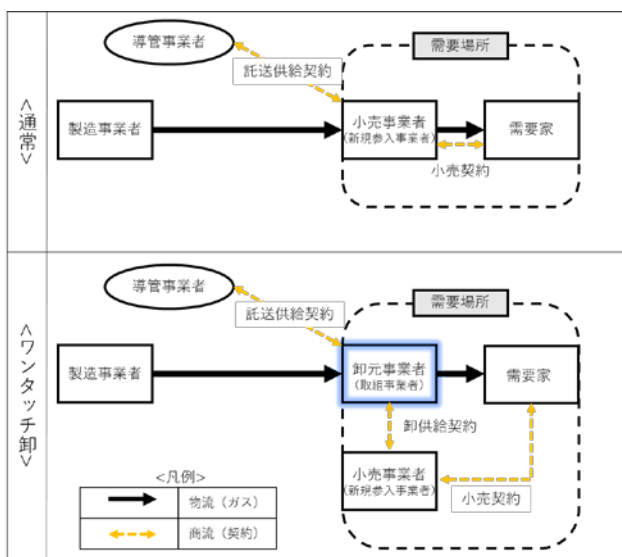 <通常>
導管事業者
需要場所
託送供給契約
製造事業者
小売事業者
(新規参入事業者)
需要家
小売契約
<ワンタッチ卸>
導管事業者
需要場所
託送供給契約
製造事業者
卸元事業者
(取組事業者)
需要家
卸供給契約
小売事業者
(新規参入事業者)
小売契約
<凡例>
物流（ガス）
商流（契約）